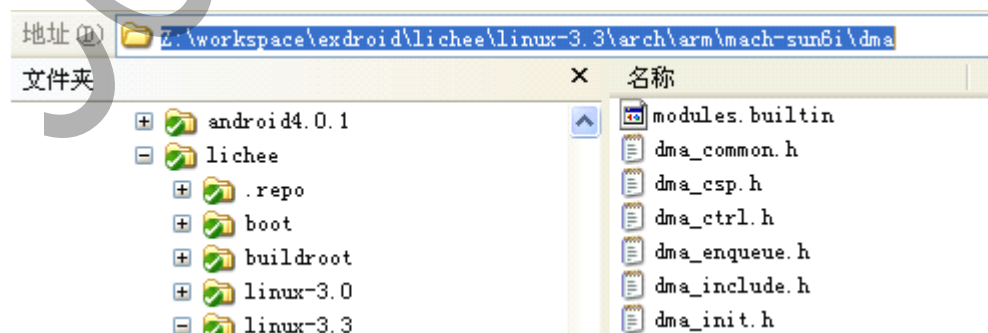 地址(D) Z:\workspace\exdroid\lichee\linux-3.3\arch\arm\mach-sun6i\dma
文件夹 × 名称
android4.0.1
lichee
.repo
boot
buildroot
linux-3.0
linux-3.3
modules.builtin
dma_common.h
dma_csp.h
dma_ctrl.h
dma_enqueue.h
dma_include.h
dma_init.h